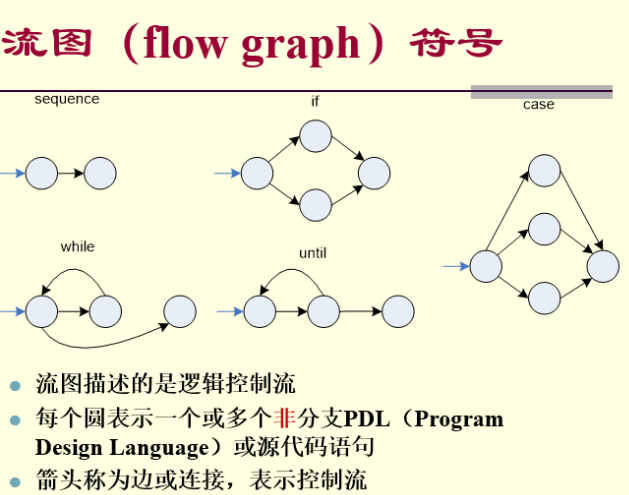 流图（flow graph）符号
sequence
if
case
while
until
流图描述的是逻辑控制流
每个圆表示一个或多个非分支PDL（Program
Design Language）或源代码语句
箭头称为边或连接，表示控制流